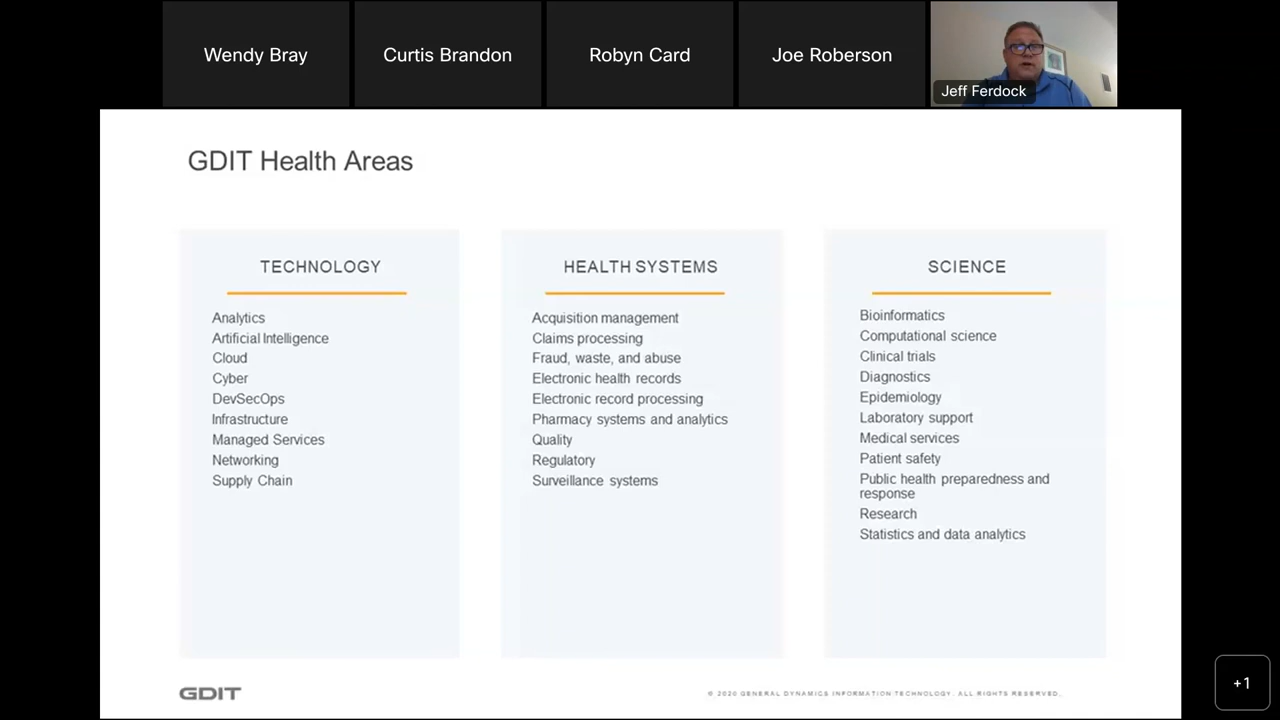 Wendy Bray
Curtis Brandon
Robyn Card
Joe Roberson
Jeff Ferdock
GDIT Health Areas
TECHNOLOGY
Analytics
Artificial Intelligence
Cloud
Cyber
DevSecOps
Infrastructure
Managed Services
Networking
Supply Chain
HEALTH SYSTEMS
Acquisition management
Claims processing
Fraud, waste, and abuse
Electronic health records
Electronic record processing
Pharmacy systems and analytics
Quality
Regulatory
Surveillance systems
SCIENCE
Bioinformatics
Computational science
Clinical trials
Diagnostics
Epidemiology
Laboratory support
Medical services
Patient safety
Public health preparedness and
response
Research
Statistics and data analytics
GDIT
© 2020 GENERAL DYNAMICS INFORMATION TECHNOLOGY. ALL RIGHTS RESERVED.
+1